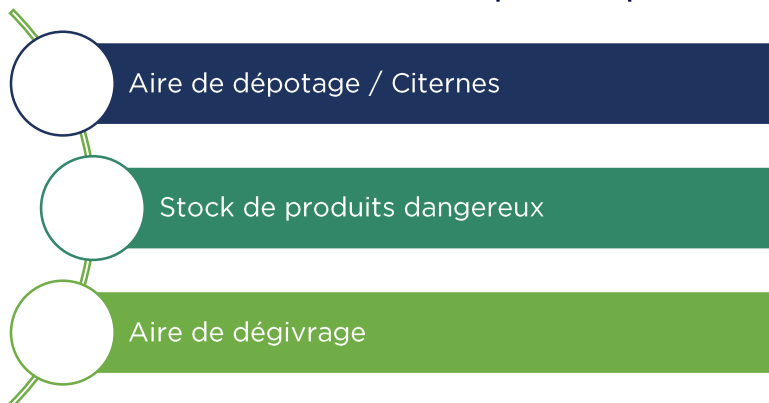 Aire de dépotage / Citernes
Stock de produits dangereux
Aire de dégivrage